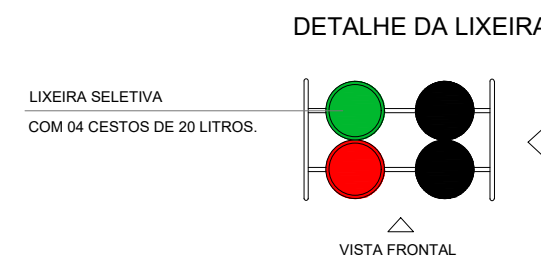 DETALHE DA LIXEIRA
LIXEIRA SELETIVA
COM 04 CESTOS DE 20 LITROS.
VISTA FRONTAL